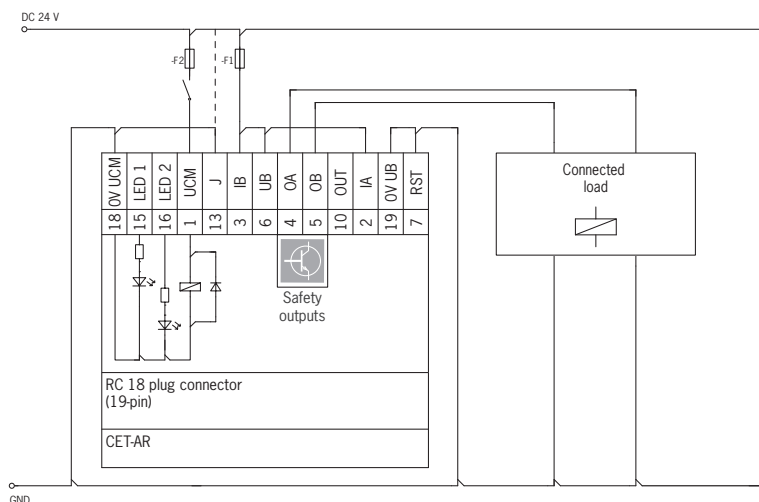 DC 24 V
-F2
-F1
0V UCM
LED 1
LED 2
UCM
J
IB
UB
OA
OB
OUT
IA
0V UB
RST
18
15
16
1
13
3
6
4
5
10
2
19
7
Connected
load
Safety
outputs
RC 18 plug connector
(19-pin)
CET-AR
GND